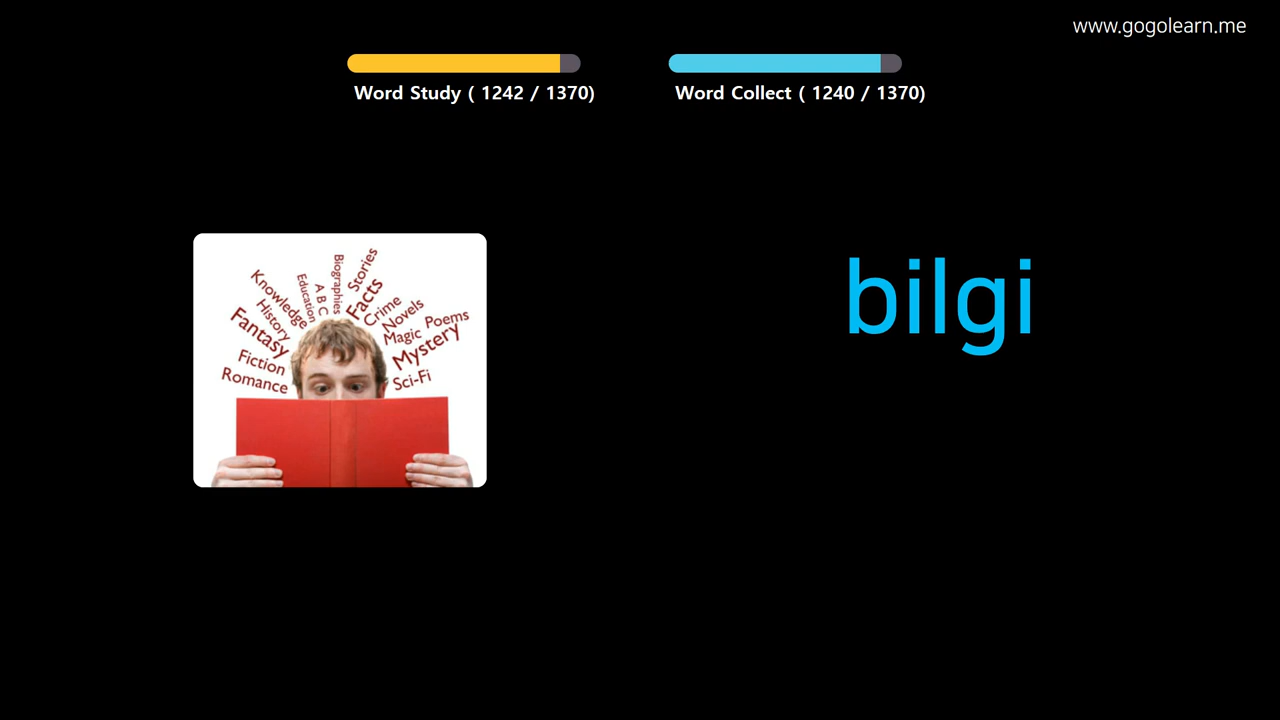 www.gogolearn.me
Word Study ( 1242 / 1370)
Word Collect ( 1240 / 1370)
bilgi
Stories
Biographies
Facts
A B C
Education
Knowledge
Crime
History
Novels
Poems
Fantasy
Magic
Mystery
Fiction
Sci-Fi
Romance